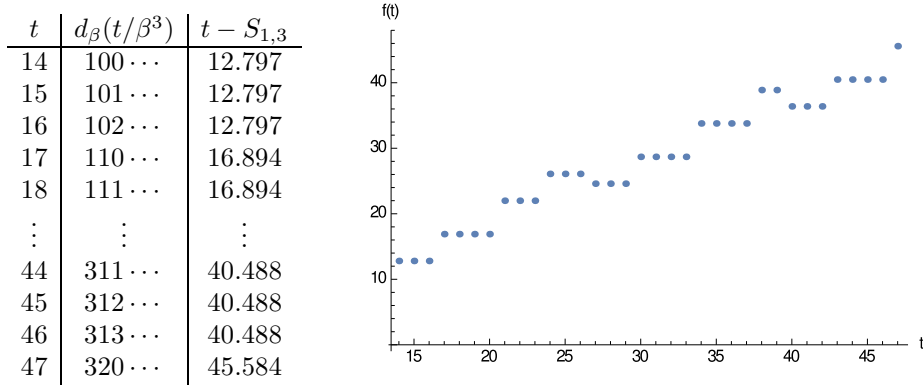 t d_β(t/β^3) t − S_{1,3}
14 100 ⋯ 12.797
15 101 ⋯ 12.797
16 102 ⋯ 12.797
17 110 ⋯ 16.894
18 111 ⋯ 16.894
⋮ ⋮ ⋮
44 311 ⋯ 40.488
45 312 ⋯ 40.488
46 313 ⋯ 40.488
47 320 ⋯ 45.584
f(t)
40
30
20
10
15 20 25 30 35 40 45 t